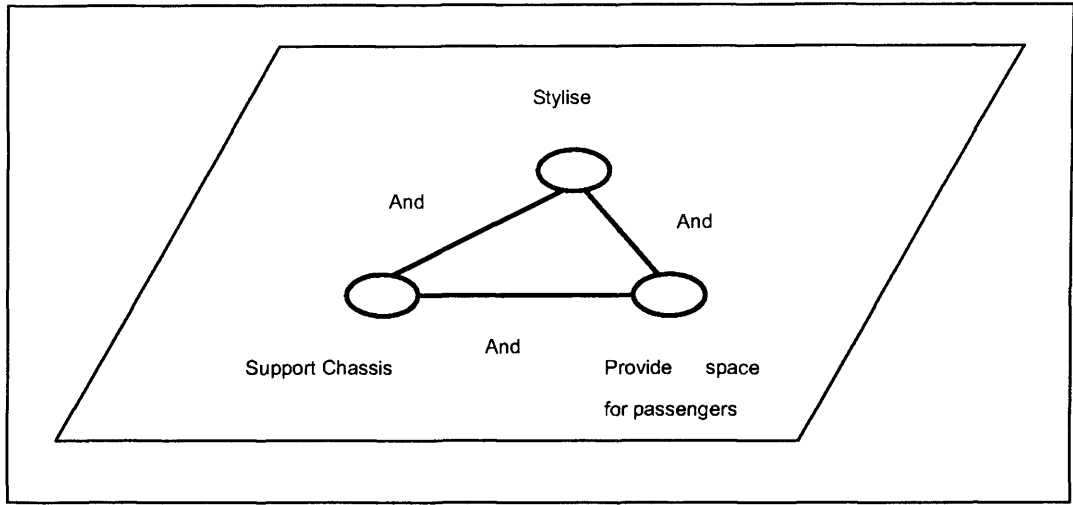 Stylise
And
And
And
Support Chassis
Provide space
for passengers